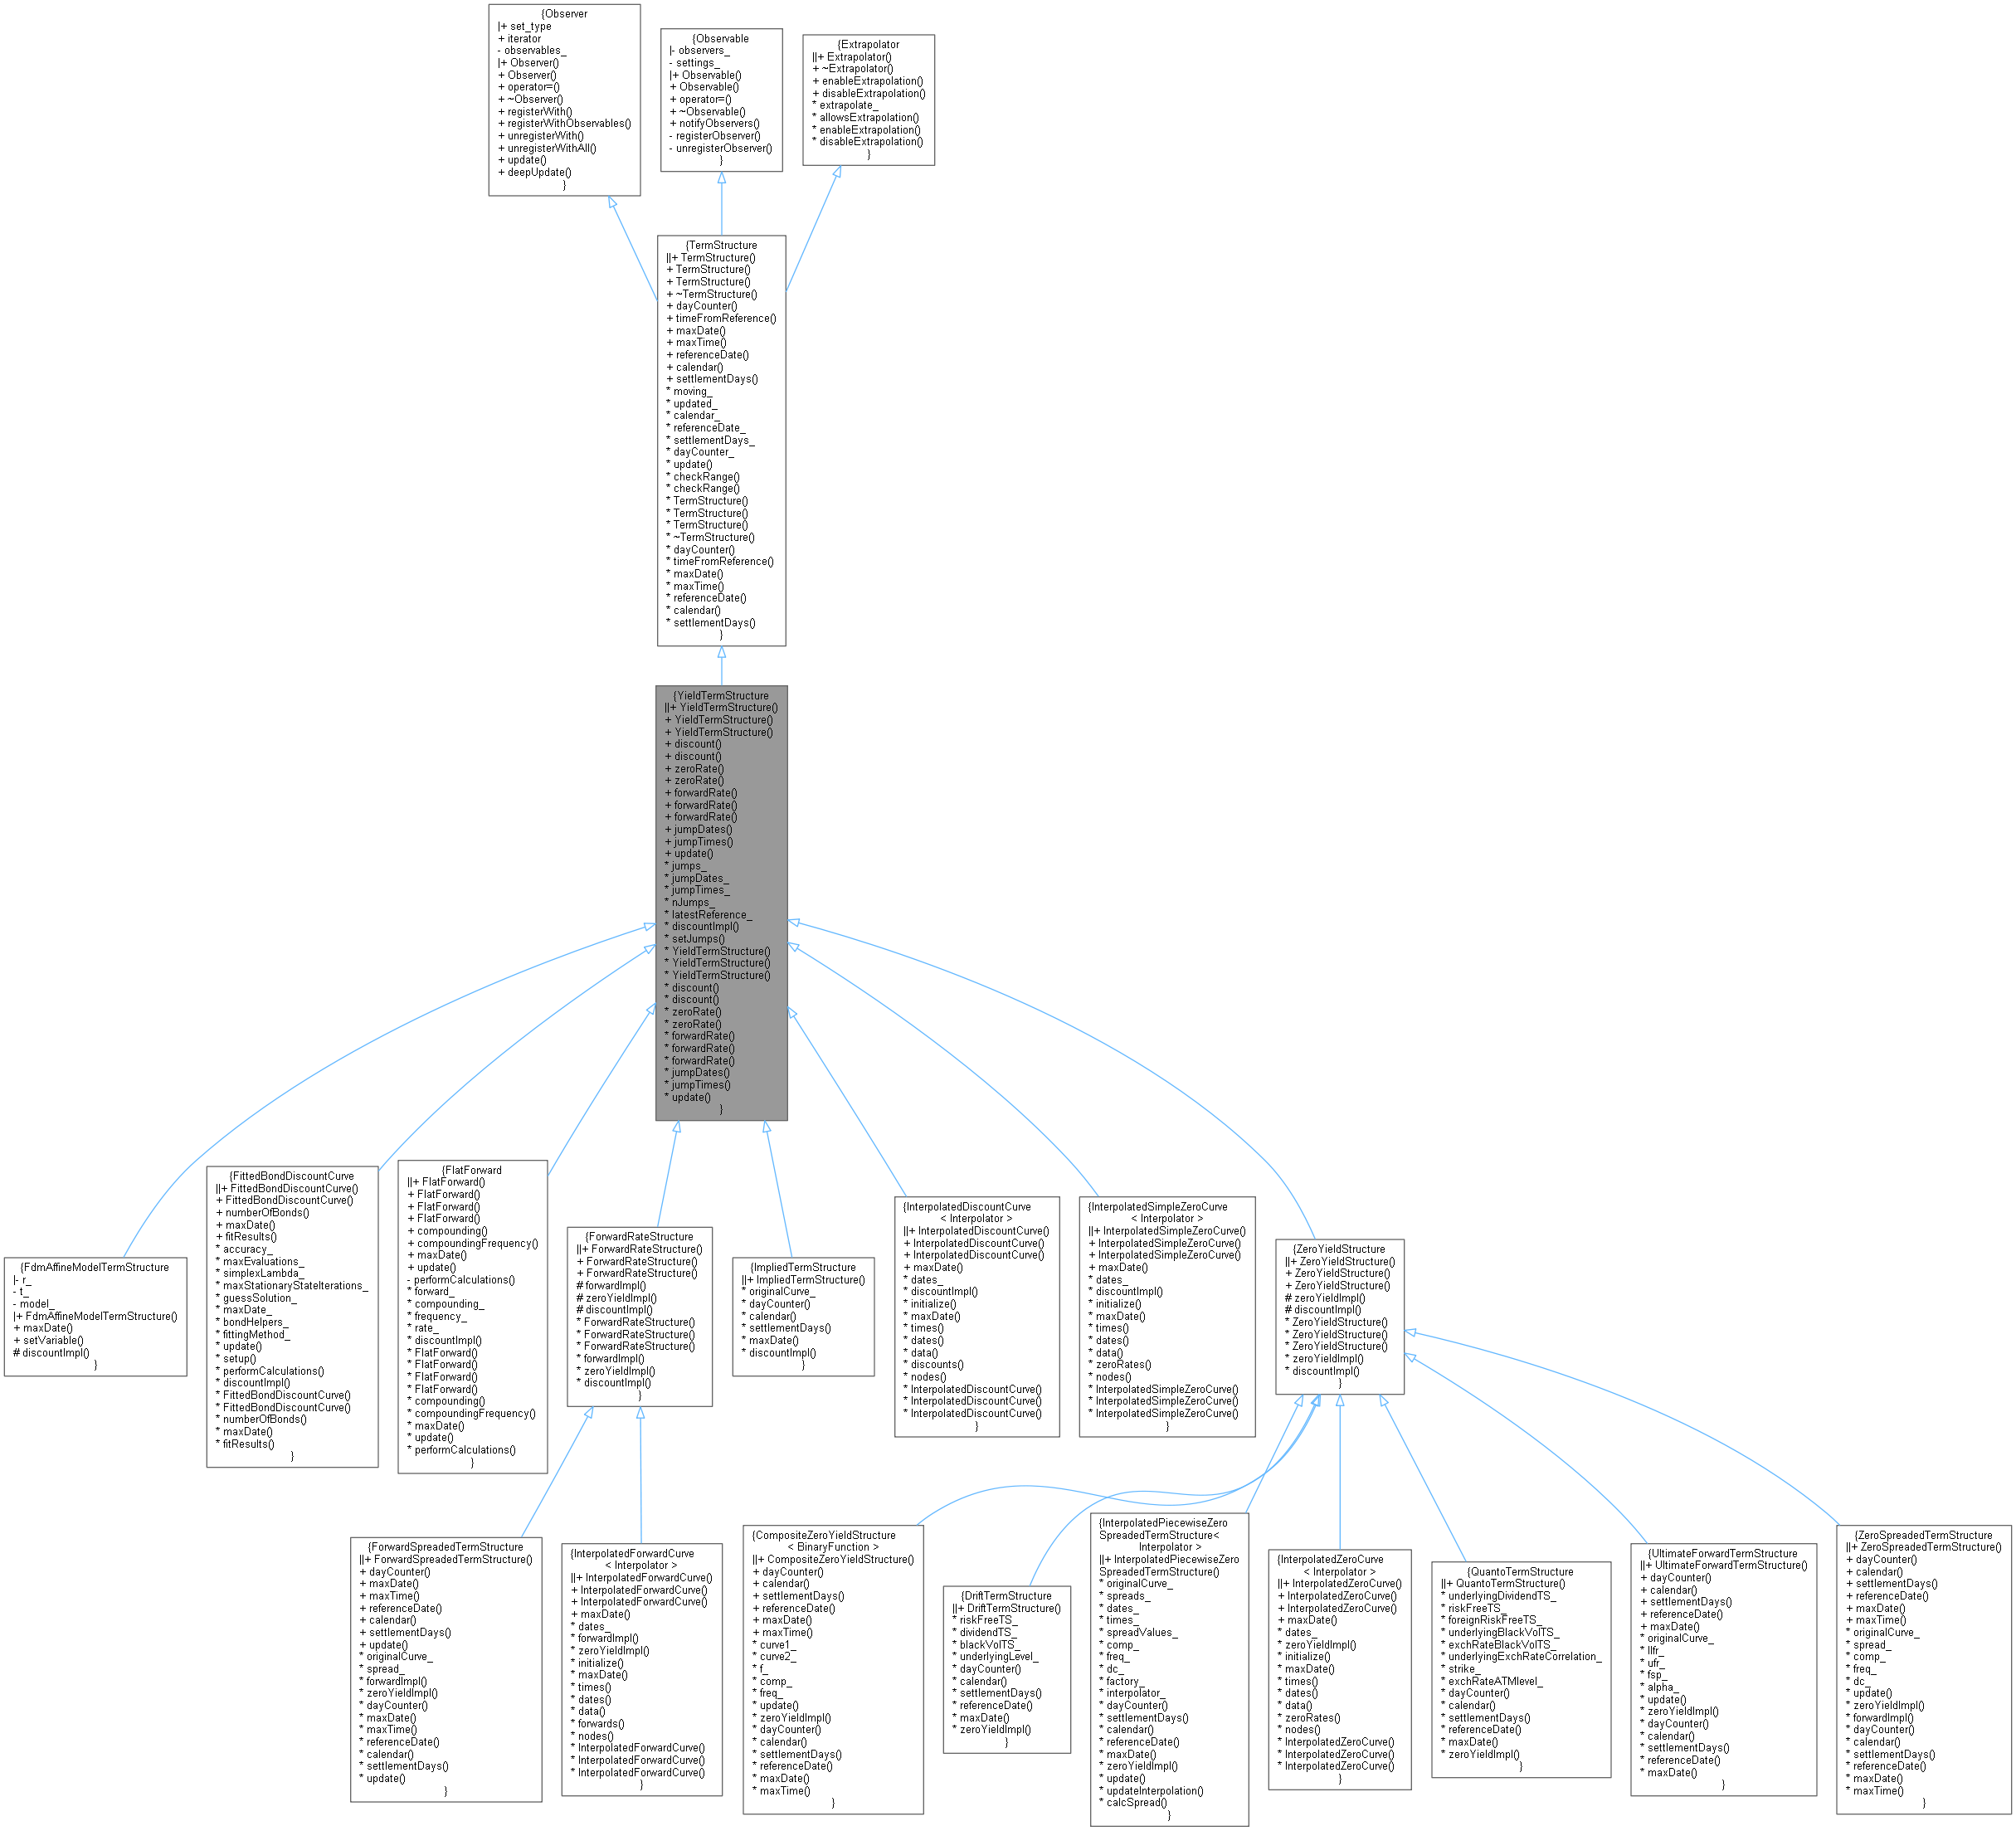 {Observer
|+ set_type
+ iterator
- observables_
|+ Observer()
+ Observer()
+ operator=()
+ ~Observer()
+ registerWith()
+ registerWithObservables()
+ unregisterWith()
+ unregisterWithAll()
+ update()
+ deepUpdate()
}
{Observable
|- observers_
- settings_
|+ Observable()
+ Observable()
+ operator=()
+ ~Observable()
+ notifyObservers()
- registerObserver()
- unregisterObserver()
}
{Extrapolator
||+ Extrapolator()
+ ~Extrapolator()
+ enableExtrapolation()
+ disableExtrapolation()
* extrapolate_
* allowsExtrapolation()
* enableExtrapolation()
* disableExtrapolation()
}
{TermStructure
||+ TermStructure()
+ TermStructure()
+ TermStructure()
+ ~TermStructure()
+ dayCounter()
+ timeFromReference()
+ maxDate()
+ maxTime()
+ referenceDate()
+ calendar()
+ settlementDays()
* moving_
* updated_
* calendar_
* referenceDate_
* settlementDays_
* dayCounter_
* update()
* checkRange()
* checkRange()
* TermStructure()
* TermStructure()
* TermStructure()
* ~TermStructure()
* dayCounter()
* timeFromReference()
* maxDate()
* maxTime()
* referenceDate()
* calendar()
* settlementDays()
}
{YieldTermStructure
||+ YieldTermStructure()
+ YieldTermStructure()
+ YieldTermStructure()
+ discount()
+ discount()
+ zeroRate()
+ zeroRate()
+ forwardRate()
+ forwardRate()
+ forwardRate()
+ jumpDates()
+ jumpTimes()
+ update()
* jumps_
* jumpDates_
* jumpTimes_
* nJumps_
* latestReference_
* discountImpl()
* setJumps()
* YieldTermStructure()
* YieldTermStructure()
* YieldTermStructure()
* discount()
* discount()
* zeroRate()
* zeroRate()
* forwardRate()
* forwardRate()
* forwardRate()
* jumpDates()
* jumpTimes()
* update()
}
{FdmAffineModelTermStructure
|- r_
- t_
- model_
|+ FdmAffineModelTermStructure()
+ maxDate()
+ setVariable()
# discountImpl()
}
{FittedBondDiscountCurve
||+ FittedBondDiscountCurve()
+ FittedBondDiscountCurve()
+ numberOfBonds()
+ maxDate()
+ fitResults()
* accuracy_
* maxEvaluations_
* simplexLambda_
* maxStationaryStateIterations_
* guessSolution_
* maxDate_
* bondHelpers_
* fittingMethod_
* update()
* setup()
* performCalculations()
* discountImpl()
* FittedBondDiscountCurve()
* FittedBondDiscountCurve()
* numberOfBonds()
* maxDate()
* fitResults()
}
{FlatForward
||+ FlatForward()
+ FlatForward()
+ FlatForward()
+ FlatForward()
+ compounding()
+ compoundingFrequency()
+ maxDate()
+ update()
- performCalculations()
* forward_
* compounding_
* frequency_
* rate_
* discountImpl()
* FlatForward()
* FlatForward()
* FlatForward()
* FlatForward()
* compounding()
* compoundingFrequency()
* maxDate()
* update()
* performCalculations()
}
{ForwardRateStructure
||+ ForwardRateStructure()
+ ForwardRateStructure()
+ ForwardRateStructure()
# forwardImpl()
# zeroYieldImpl()
# discountImpl()
* ForwardRateStructure()
* ForwardRateStructure()
* ForwardRateStructure()
* forwardImpl()
* zeroYieldImpl()
* discountImpl()
}
{ImpliedTermStructure
||+ ImpliedTermStructure()
* originalCurve_
* dayCounter()
* calendar()
* settlementDays()
* maxDate()
* discountImpl()
}
{InterpolatedDiscountCurve
< Interpolator >
||+ InterpolatedDiscountCurve()
+ InterpolatedDiscountCurve()
+ InterpolatedDiscountCurve()
+ maxDate()
* dates_
* discountImpl()
* initialize()
* maxDate()
* times()
* dates()
* data()
* discounts()
* nodes()
* InterpolatedDiscountCurve()
* InterpolatedDiscountCurve()
* InterpolatedDiscountCurve()
}
{InterpolatedSimpleZeroCurve
< Interpolator >
||+ InterpolatedSimpleZeroCurve()
+ InterpolatedSimpleZeroCurve()
+ InterpolatedSimpleZeroCurve()
+ maxDate()
* dates_
* discountImpl()
* initialize()
* maxDate()
* times()
* dates()
* data()
* zeroRates()
* nodes()
* InterpolatedSimpleZeroCurve()
* InterpolatedSimpleZeroCurve()
* InterpolatedSimpleZeroCurve()
}
{ZeroYieldStructure
||+ ZeroYieldStructure()
+ ZeroYieldStructure()
+ ZeroYieldStructure()
# zeroYieldImpl()
# discountImpl()
* ZeroYieldStructure()
* ZeroYieldStructure()
* ZeroYieldStructure()
* zeroYieldImpl()
* discountImpl()
}
{ForwardSpreadedTermStructure
||+ ForwardSpreadedTermStructure()
+ dayCounter()
+ maxDate()
+ maxTime()
+ referenceDate()
+ calendar()
+ settlementDays()
+ update()
* originalCurve_
* spread_
* forwardImpl()
* zeroYieldImpl()
* dayCounter()
* maxDate()
* maxTime()
* referenceDate()
* calendar()
* settlementDays()
* update()
}
{InterpolatedForwardCurve
< Interpolator >
||+ InterpolatedForwardCurve()
+ InterpolatedForwardCurve()
+ InterpolatedForwardCurve()
+ maxDate()
* dates_
* forwardImpl()
* zeroYieldImpl()
* initialize()
* maxDate()
* times()
* dates()
* data()
* forwards()
* nodes()
* InterpolatedForwardCurve()
* InterpolatedForwardCurve()
* InterpolatedForwardCurve()
}
{CompositeZeroYieldStructure
< BinaryFunction >
||+ CompositeZeroYieldStructure()
+ dayCounter()
+ calendar()
+ settlementDays()
+ referenceDate()
+ maxDate()
+ maxTime()
* curve1_
* curve2_
* f_
* comp_
* freq_
* update()
* zeroYieldImpl()
* dayCounter()
* calendar()
* settlementDays()
* referenceDate()
* maxDate()
* maxTime()
}
{DriftTermStructure
||+ DriftTermStructure()
* riskFreeTS_
* dividendTS_
* blackVolTS_
* underlyingLevel_
* dayCounter()
* calendar()
* settlementDays()
* referenceDate()
* maxDate()
* zeroYieldImpl()
}
{InterpolatedPiecewiseZero
SpreadedTermStructure<
Interpolator >
||+ InterpolatedPiecewiseZero
SpreadedTermStructure()
* originalCurve_
* spreads_
* dates_
* times_
* spreadValues_
* comp_
* freq_
* dc_
* factory_
* interpolator_
* dayCounter()
* settlementDays()
* calendar()
* referenceDate()
* maxDate()
* zeroYieldImpl()
* update()
* updateInterpolation()
* calcSpread()
}
{InterpolatedZeroCurve
< Interpolator >
||+ InterpolatedZeroCurve()
+ InterpolatedZeroCurve()
+ InterpolatedZeroCurve()
+ maxDate()
* dates_
* zeroYieldImpl()
* initialize()
* maxDate()
* times()
* dates()
* data()
* zeroRates()
* nodes()
* InterpolatedZeroCurve()
* InterpolatedZeroCurve()
* InterpolatedZeroCurve()
}
{QuantoTermStructure
||+ QuantoTermStructure()
* underlyingDividendTS_
* riskFreeTS_
* foreignRiskFreeTS_
* underlyingBlackVolTS_
* exchRateBlackVolTS_
* underlyingExchRateCorrelation_
* strike_
* exchRateATMlevel_
* dayCounter()
* calendar()
* settlementDays()
* referenceDate()
* maxDate()
* zeroYieldImpl()
}
{UltimateForwardTermStructure
||+ UltimateForwardTermStructure()
+ dayCounter()
+ calendar()
+ settlementDays()
+ referenceDate()
+ maxDate()
* originalCurve_
* llfr_
* ufr_
* fsp_
* alpha_
* update()
* zeroYieldImpl()
* dayCounter()
* calendar()
* settlementDays()
* referenceDate()
* maxDate()
}
{ZeroSpreadedTermStructure
||+ ZeroSpreadedTermStructure()
+ dayCounter()
+ calendar()
+ settlementDays()
+ referenceDate()
+ maxDate()
+ maxTime()
* originalCurve_
* spread_
* comp_
* freq_
* dc_
* update()
* zeroYieldImpl()
* forwardImpl()
* dayCounter()
* calendar()
* settlementDays()
* referenceDate()
* maxDate()
* maxTime()
}